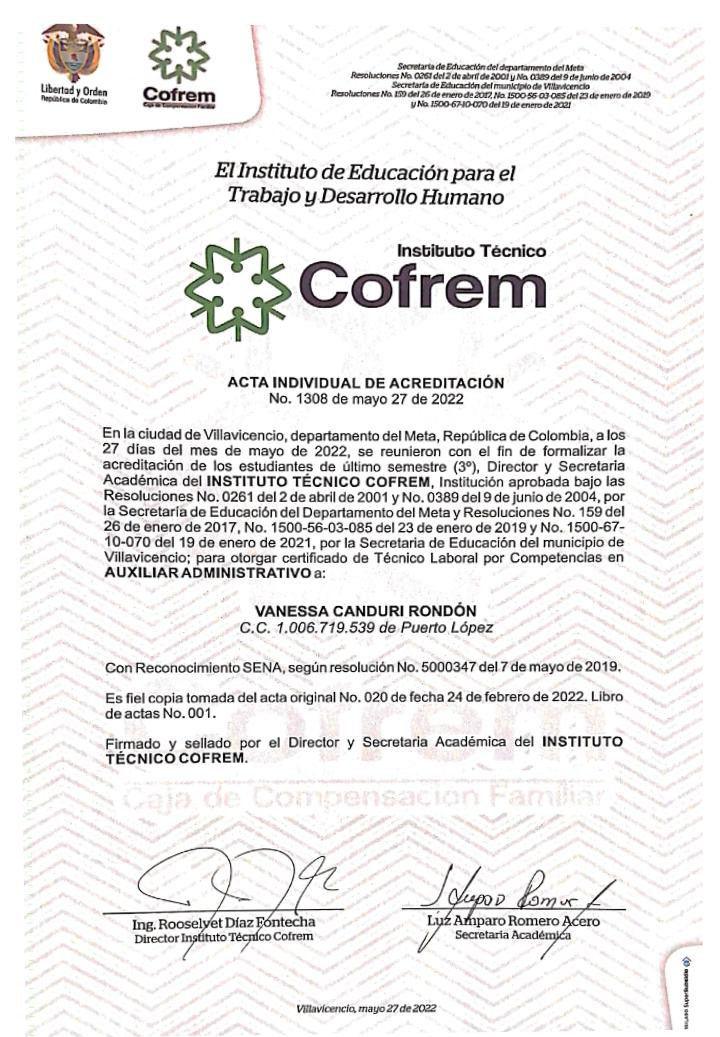 Libertad y Orden
República de Colombia
Cofrem
Caja de Compensación Familiar
Secretaría de Educación del departamento del Meta
Resoluciones No. 0261 del 2 de abril de 2001 y No. 0389 del 9 de junio de 2004
Secretaría de Educación del municipio de Villavicencio
Resoluciones No. 159 del 26 de enero de 2017, No. 1500-56-03-085 del 23 de enero de 2019
y No. 1500-67-10-070 del 19 de enero de 2021
El Instituto de Educación para el
Trabajo y Desarrollo Humano
Instituto Técnico
Cofrem
ACTA INDIVIDUAL DE ACREDITACIÓN
No. 1308 de mayo 27 de 2022
En la ciudad de Villavicencio, departamento del Meta, República de Colombia, a los
27 días del mes de mayo de 2022, se reunieron con el fin de formalizar la
acreditación de los estudiantes de último semestre (3º), Director y Secretaria
Académica del INSTITUTO TÉCNICO COFREM, Institución aprobada bajo las
Resoluciones No. 0261 del 2 de abril de 2001 y No. 0389 del 9 de junio de 2004, por
la Secretaría de Educación del Departamento del Meta y Resoluciones No. 159 del
26 de enero de 2017, No. 1500-56-03-085 del 23 de enero de 2019 y No. 1500-67-
10-070 del 19 de enero de 2021, por la Secretaria de Educación del municipio de
Villavicencio; para otorgar certificado de Técnico Laboral por Competencias en
AUXILIAR ADMINISTRATIVO a:
VANESSA CANDURI RONDÓN
C.C. 1.006.719.539 de Puerto López
Con Reconocimiento SENA, según resolución No. 5000347 del 7 de mayo de 2019.
Es fiel copia tomada del acta original No. 020 de fecha 24 de febrero de 2022. Libro
de actas No. 001.
Firmado y sellado por el Director y Secretaria Académica del INSTITUTO
TÉCNICO COFREM.
Cofrem
Caja de Compensación Familiar
Ing. Rooselvet Díaz Fontecha
Director Instituto Técnico Cofrem
Luz Amparo Romero Acero
Secretaria Académica
Villavicencio, mayo 27 de 2022
VIGILADO SuperSubsidio